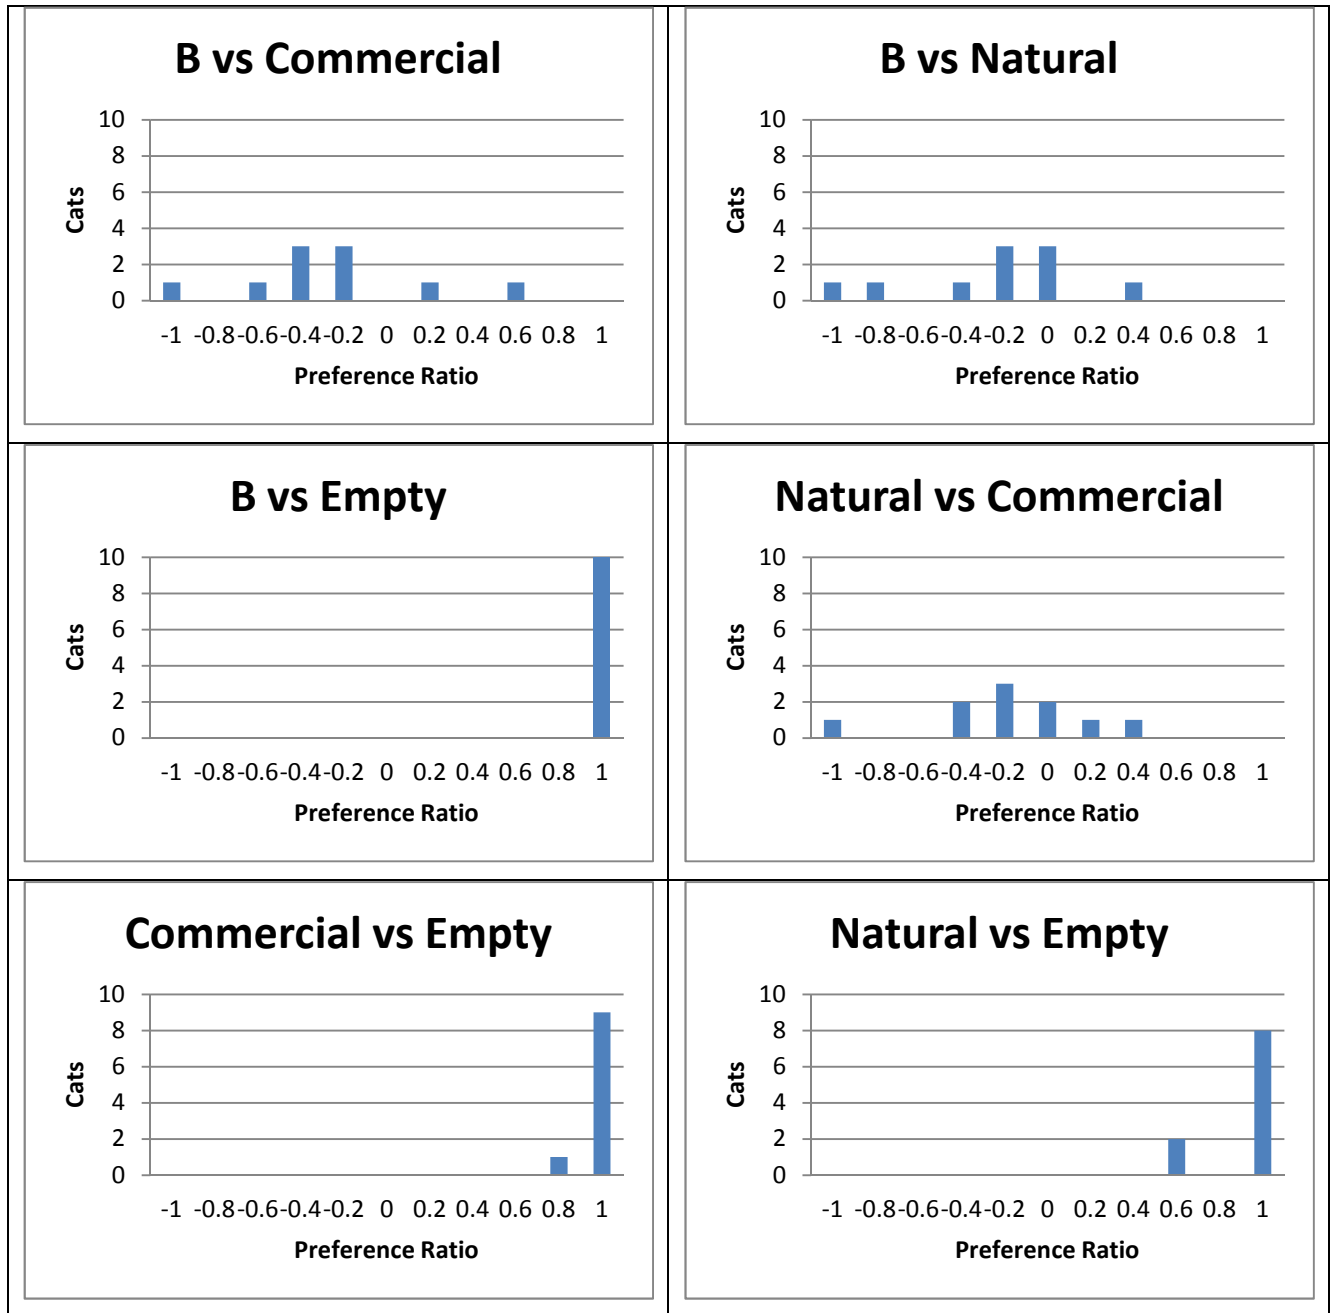 B vs Commercial
10
8
6
4
2
0
Cats
-1 -0.8-0.6-0.4-0.2 0 0.2 0.4 0.6 0.8 1
Preference Ratio
B vs Natural
10
8
6
4
2
0
Cats
-1 -0.8-0.6-0.4-0.2 0 0.2 0.4 0.6 0.8 1
Preference Ratio
B vs Empty
10
8
6
4
2
0
Cats
-1 -0.8-0.6-0.4-0.2 0 0.2 0.4 0.6 0.8 1
Preference Ratio
Natural vs Commercial
10
8
6
4
2
0
Cats
-1 -0.8-0.6-0.4-0.2 0 0.2 0.4 0.6 0.8 1
Preference Ratio
Commercial vs Empty
10
8
6
4
2
0
Cats
-1 -0.8-0.6-0.4-0.2 0 0.2 0.4 0.6 0.8 1
Preference Ratio
Natural vs Empty
10
8
6
4
2
0
Cats
-1 -0.8-0.6-0.4-0.2 0 0.2 0.4 0.6 0.8 1
Preference Ratio